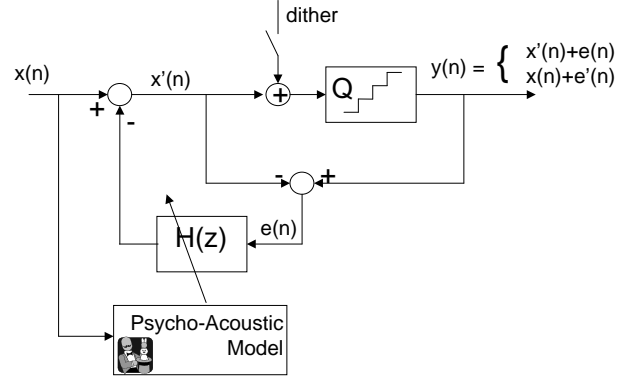 dither
x(n)
x'(n)
+
-
+
Q
y(n) = { x'(n)+e(n)
x(n)+e'(n)
-
+
H(z)
e(n)
Psycho-Acoustic
Model